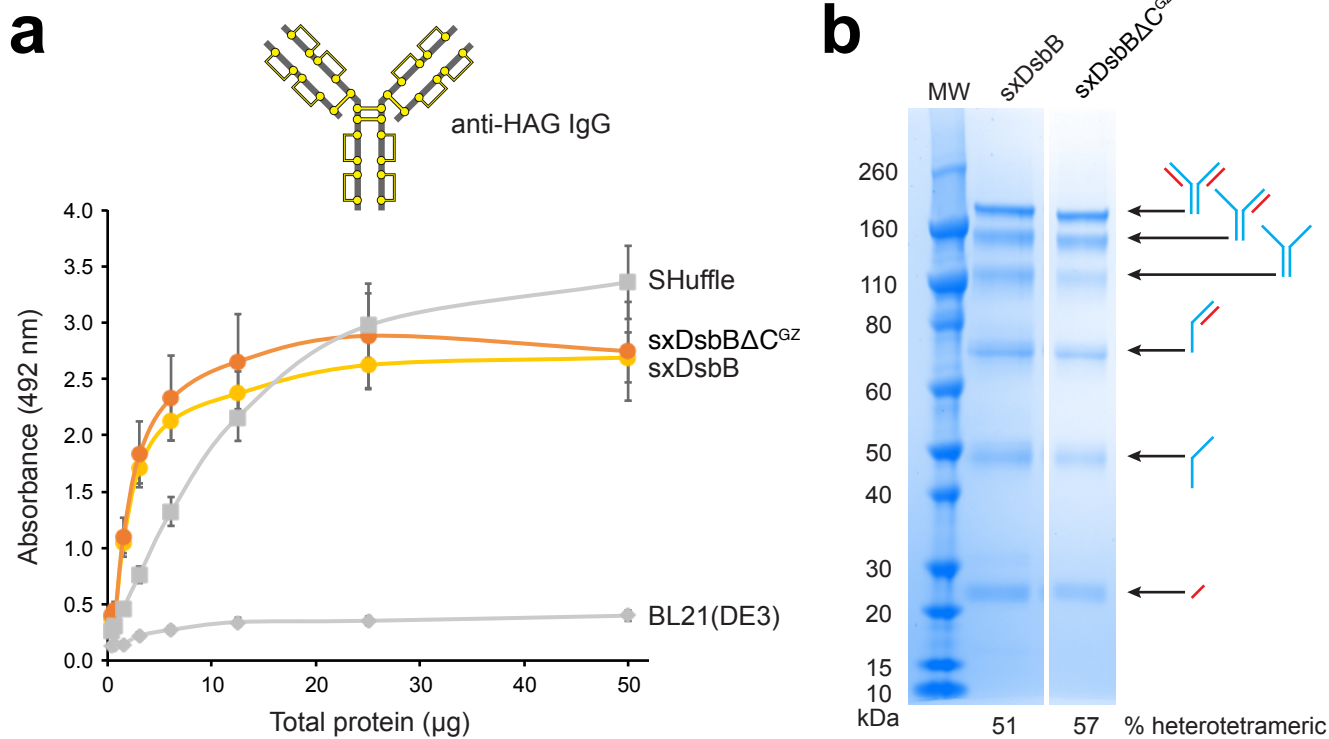 a
anti-HAG IgG
Absorbance (492 nm)
4.0
3.5
3.0
2.5
2.0
1.5
1.0
0.5
0.0
0
10
20
30
40
50
Total protein (µg)
SHuffle
sxDsbBΔC^GZ
sxDsbB
BL21(DE3)
b
MW
sxDsbB
sxDsbBΔC^GZ
260
160
110
80
60
50
40
30
20
15
10
kDa
51
57
% heterotetrameric